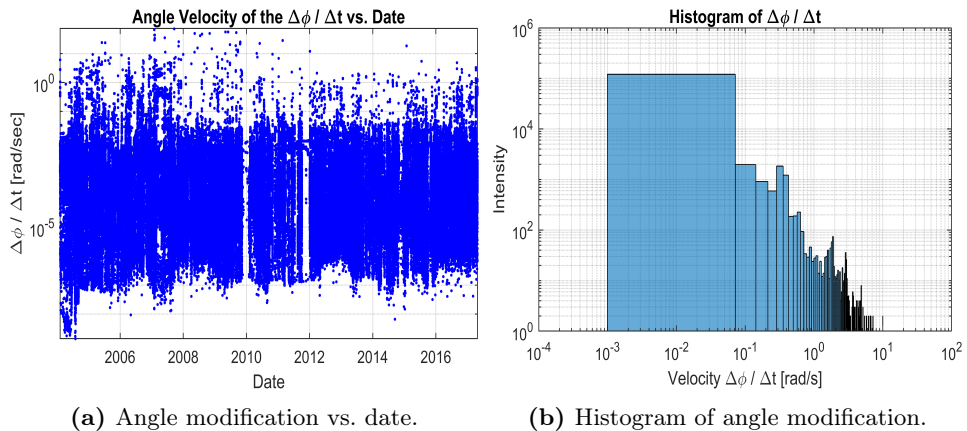 Angle Velocity of the Δϕ / Δt vs. Date
Δϕ / Δt [rad/sec]
10^0
10^-5
2006 2008 2010 2012 2014 2016
Date
(a) Angle modification vs. date.
Histogram of Δϕ / Δt
Intensity
10^6
10^4
10^2
10^0
10^-4 10^-3 10^-2 10^-1 10^0 10^1 10^2
Velocity Δϕ / Δt [rad/s]
(b) Histogram of angle modification.